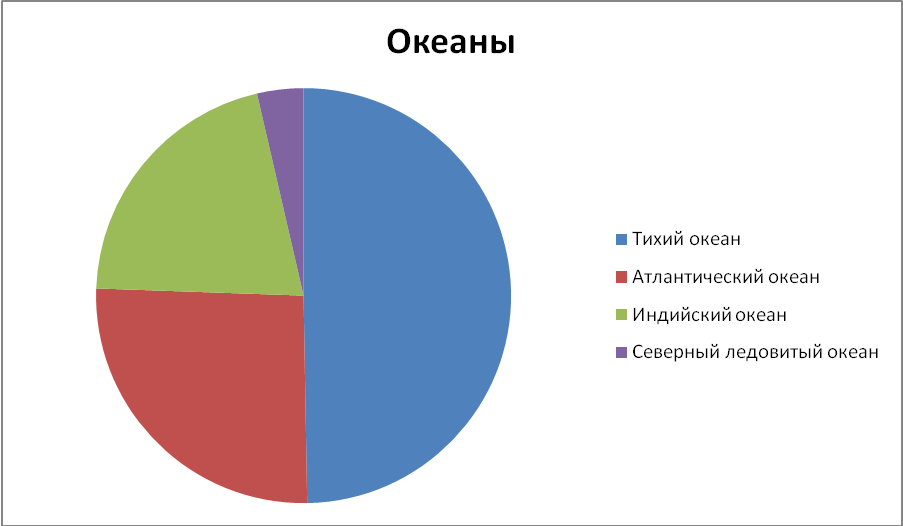 Океаны
Тихий океан
Атлантический океан
Индийский океан
Северный ледовитый океан